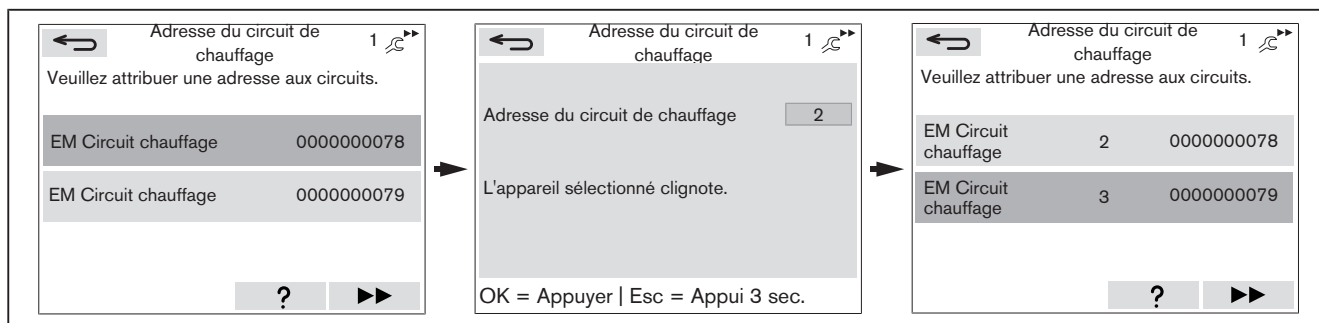 Adresse du circuit de
chauffage
1
Veuillez attribuer une adresse aux circuits.
EM Circuit chauffage 0000000078
EM Circuit chauffage 0000000079
?
Adresse du circuit de
chauffage
1
Adresse du circuit de chauffage 2
L'appareil sélectionné clignote.
OK = Appuyer | Esc = Appui 3 sec.
Adresse du circuit de
chauffage
1
Veuillez attribuer une adresse aux circuits.
EM Circuit
chauffage 2 0000000078
EM Circuit
chauffage 3 0000000079
?